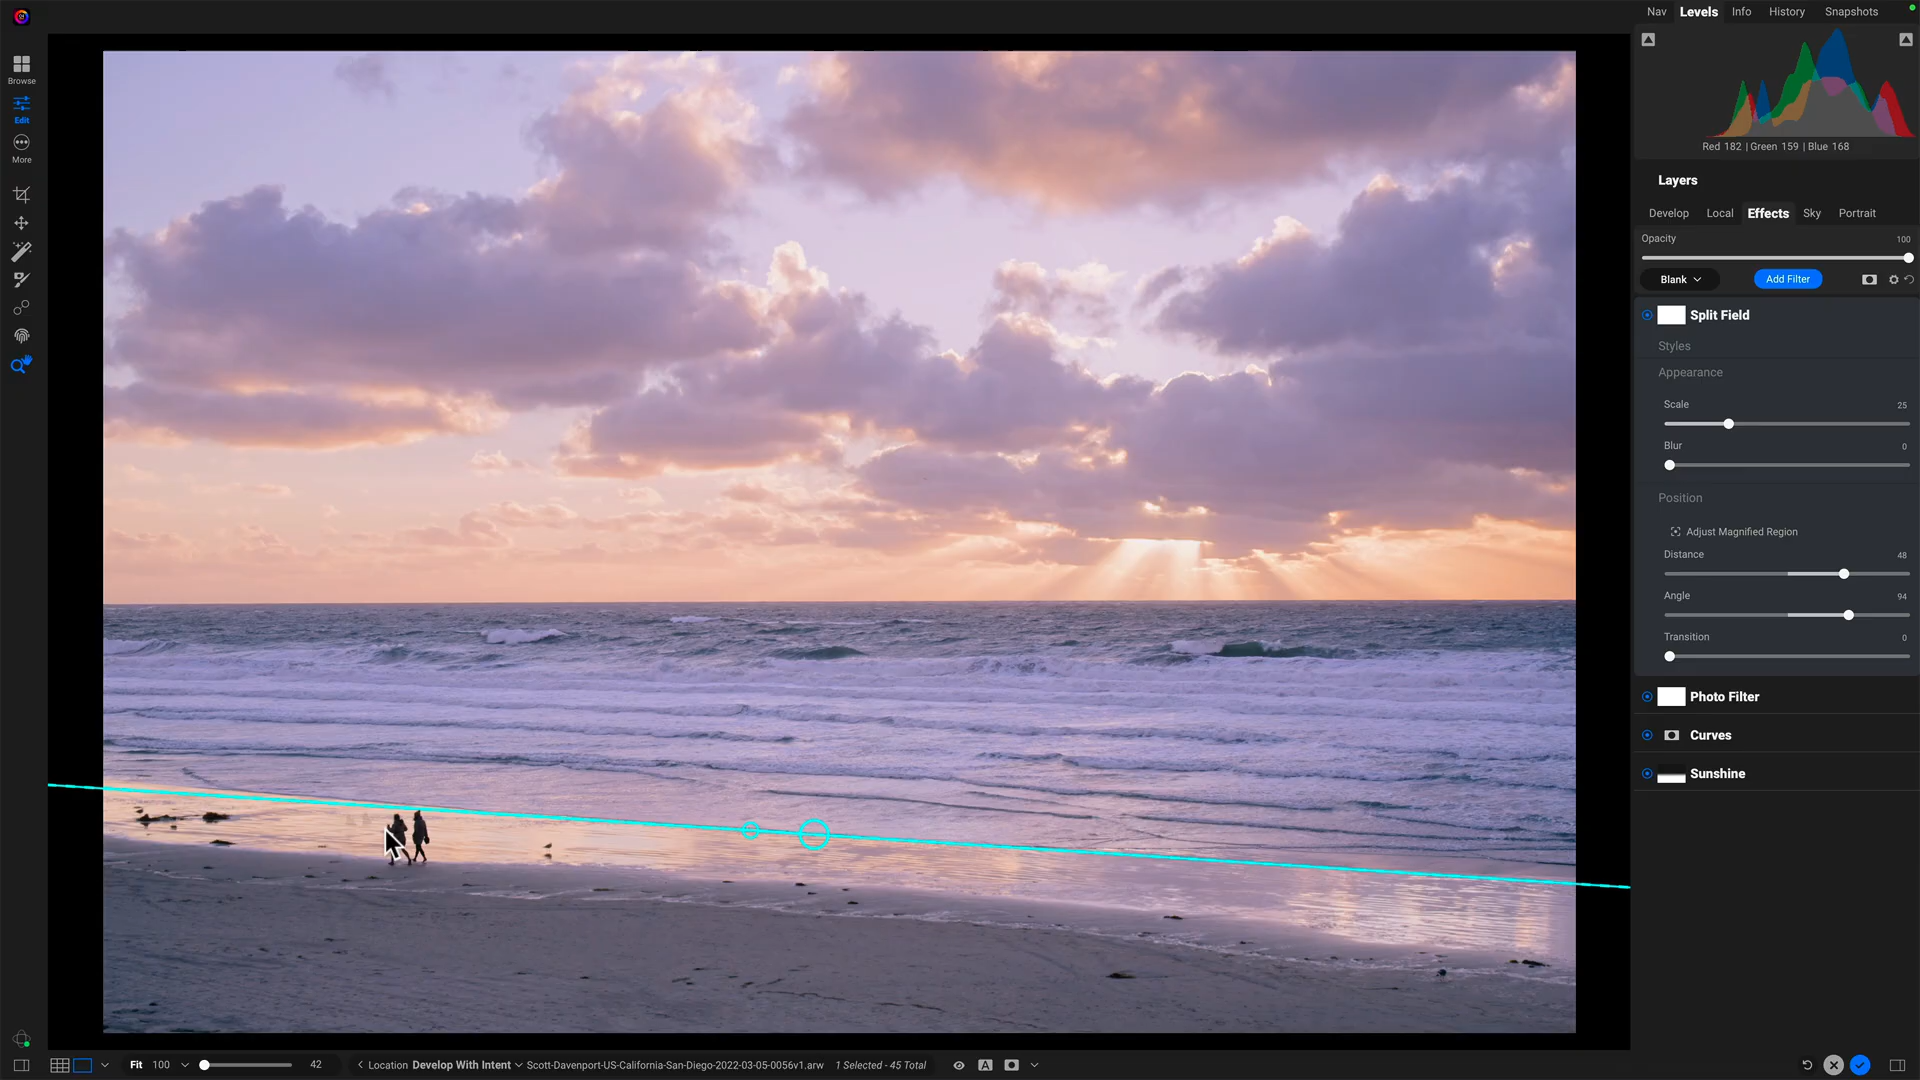 Nav Levels Info History Snapshots
Browse
Edit
More
Red 182 | Green 159 | Blue 168
Layers
Develop Local Effects Sky Portrait
Opacity 100
Blank Add Filter
Split Field
Styles
Appearance
Scale 25
Blur 0
Position
Adjust Magnified Region
Distance 48
Angle 94
Transition 0
Photo Filter
Curves
Sunshine
Fit 100 42 Location Develop With Intent Scott-Davenport-US-California-San-Diego-2022-03-05-0056v1.arw 1 Selected - 45 Total A